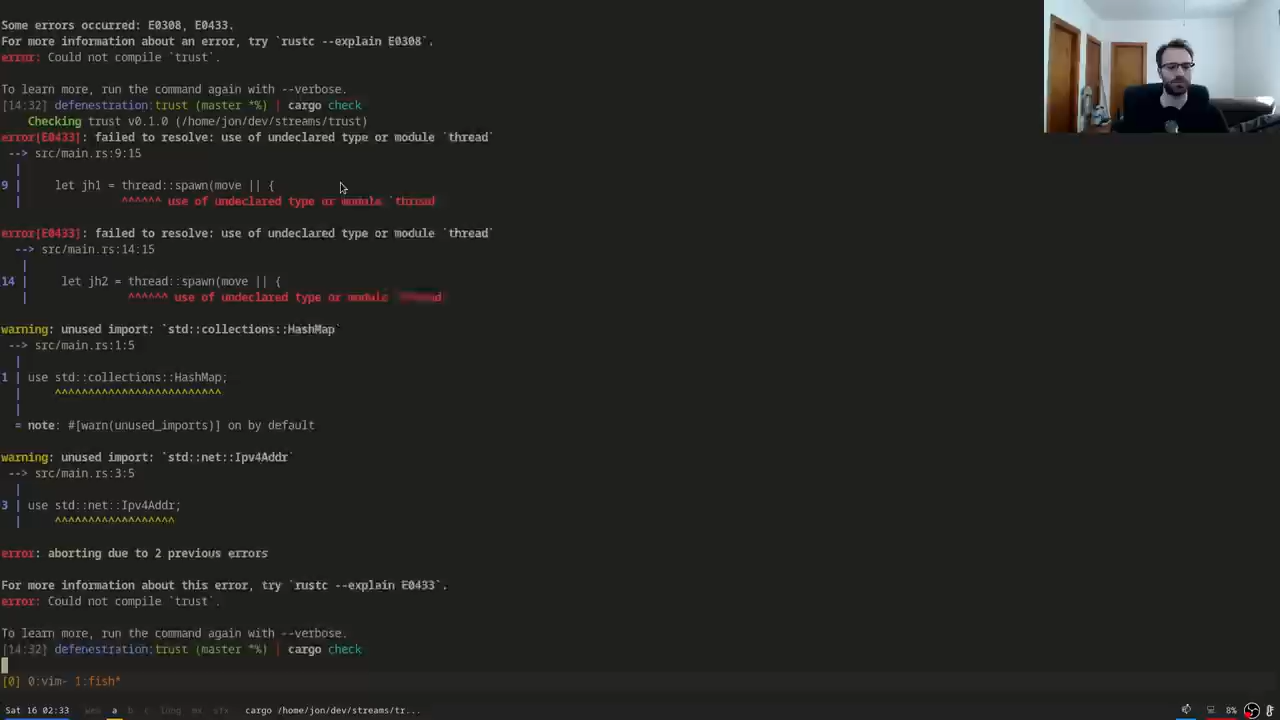 Some errors occurred: E0308, E0433.
For more information about an error, try `rustc --explain E0308`.
error: Could not compile `trust`.
To learn more, run the command again with --verbose.
[14:32] defenestration:trust (master *%) | cargo check
    Checking trust v0.1.0 (/home/jon/dev/streams/trust)
error[E0433]: failed to resolve: use of undeclared type or module `thread`
 --> src/main.rs:9:15
  |
9 |     let jh1 = thread::spawn(move || {
  |               ^^^^^^ use of undeclared type or module `thread`
error[E0433]: failed to resolve: use of undeclared type or module `thread`
  --> src/main.rs:14:15
   |
14 |     let jh2 = thread::spawn(move || {
   |               ^^^^^^ use of undeclared type or module `thread`
warning: unused import: `std::collections::HashMap`
 --> src/main.rs:1:5
  |
1 | use std::collections::HashMap;
  |     ^^^^^^^^^^^^^^^^^^^^^^^^^
  |
  = note: #[warn(unused_imports)] on by default
warning: unused import: `std::net::Ipv4Addr`
 --> src/main.rs:3:5
  |
3 | use std::net::Ipv4Addr;
  |     ^^^^^^^^^^^^^^^^^^
error: aborting due to 2 previous errors
For more information about this error, try `rustc --explain E0433`.
error: Could not compile `trust`.
To learn more, run the command again with --verbose.
[14:32] defenestration:trust (master *%) | cargo check
[0] 0:vim- 1:fish*
Sat 16 02:33 a b c cargo /home/jon/dev/streams/tr... 8%